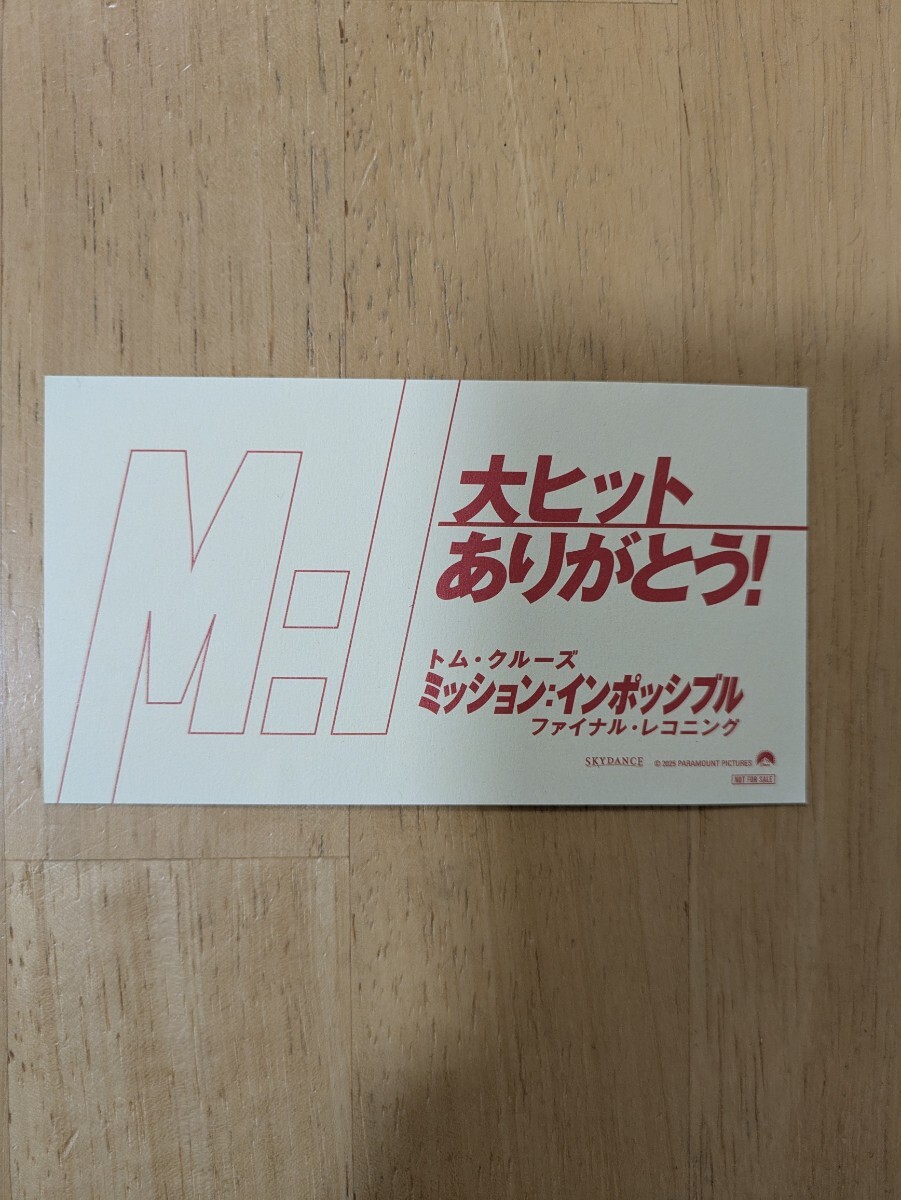 M:I
大ヒット
ありがとう!
トム・クルーズ
ミッション:インポッシブル
ファイナル・レコニング
SKYDANCE © 2025 PARAMOUNT PICTURES
NOT FOR SALE